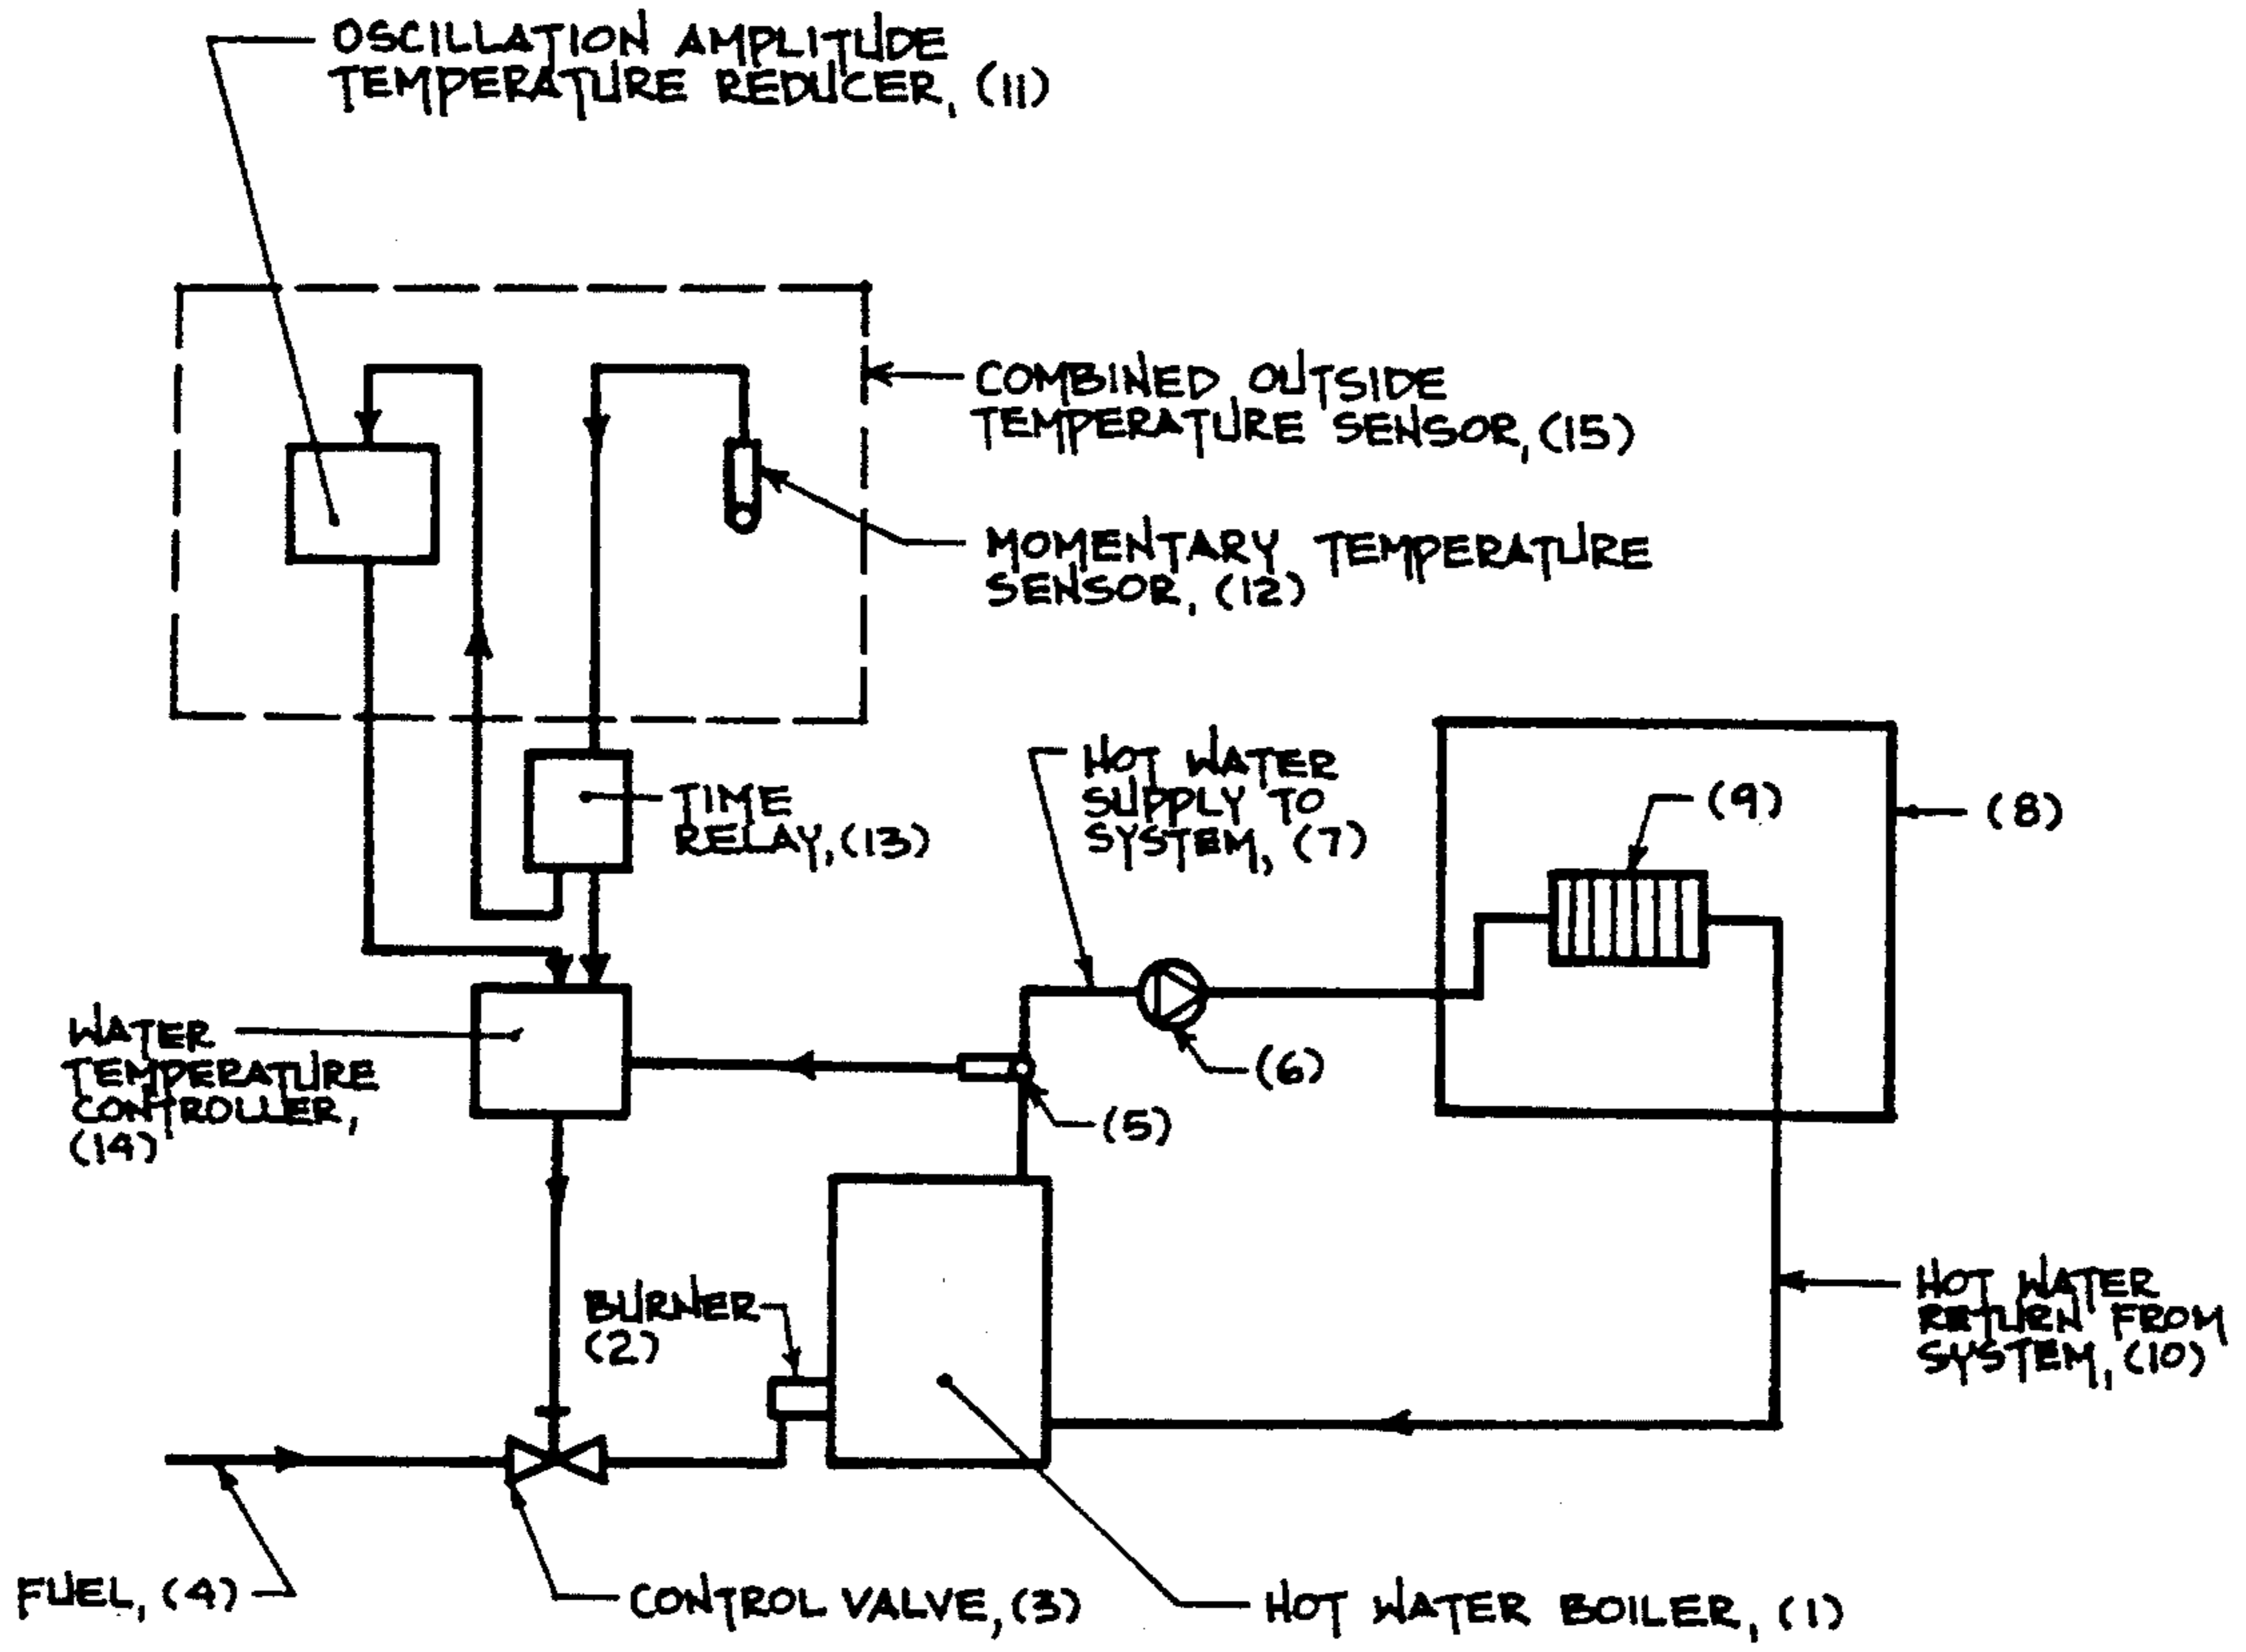 OSCILLATION AMPLITUDE
TEMPERATURE REDUCER, (11)
COMBINED OUTSIDE
TEMPERATURE SENSOR, (15)
MOMENTARY TEMPERATURE
SENSOR, (12)
TIME
RELAY, (13)
HOT WATER
SUPPLY TO
SYSTEM, (7)
(9)
(8)
WATER
TEMPERATURE
CONTROLLER,
(14)
(6)
(5)
BURNER
(2)
HOT WATER
RETURN FROM
SYSTEM, (10)
FUEL, (4)
CONTROL VALVE, (3)
HOT WATER BOILER, (1)